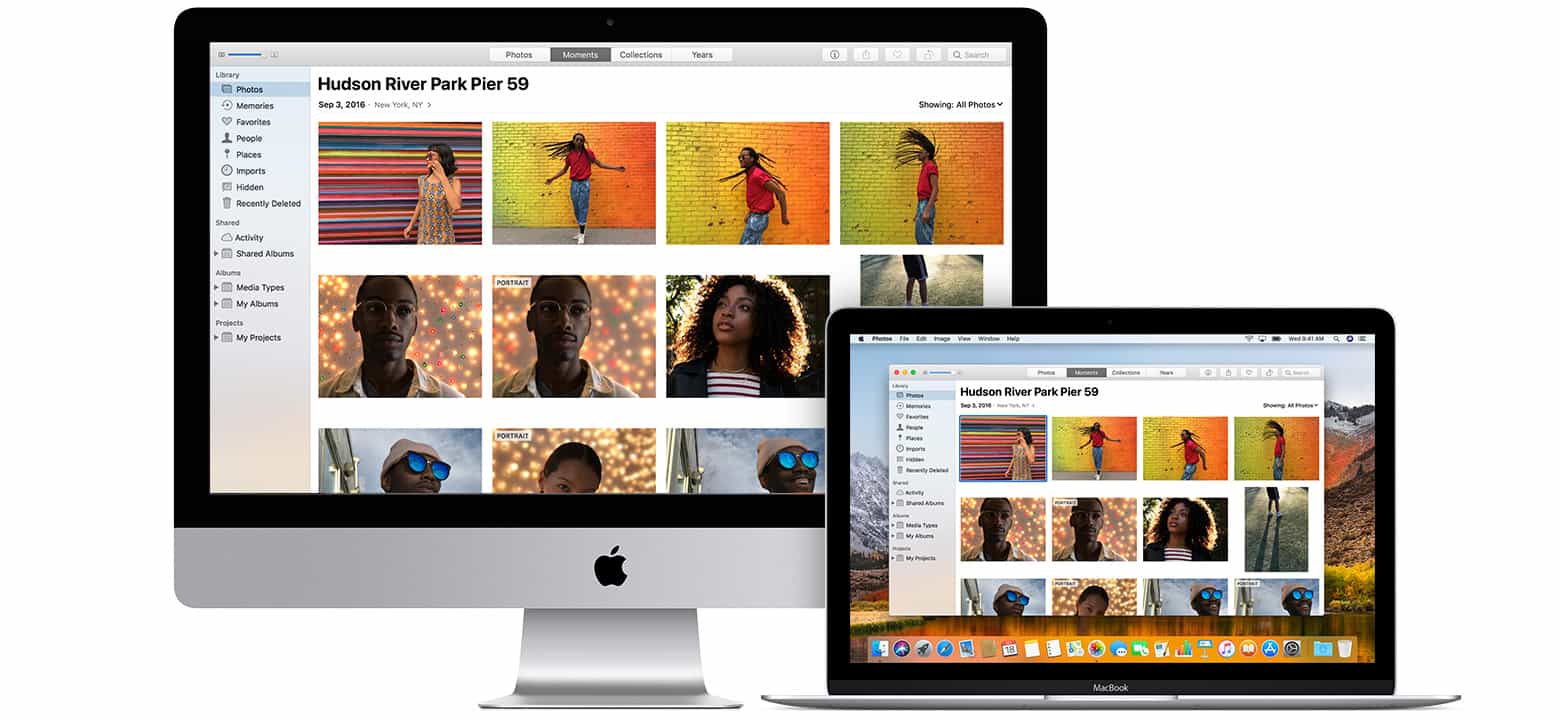 Photos Moments Collections Years Search
Library
Photos
Memories
Favorites
People
Places
Imports
Hidden
Recently Deleted
Shared
Activity
Shared Albums
Albums
Media Types
My Albums
Projects
My Projects
Hudson River Park Pier 59
Sep 3, 2016 · New York, NY >
Showing: All Photos
PORTRAIT
PORTRAIT
Photos File Edit Image View Window Help Wed 9:41 AM
Photos Moments Collections Years Search
Library
Photos
Memories
Favorites
People
Places
Imports
Hidden
Recently Deleted
Shared
Activity
Shared Albums
Albums
Media Types
My Albums
Projects
My Projects
Hudson River Park Pier 59
Sep 3, 2016 · New York, NY >
Showing: All Photos
PORTRAIT
PORTRAIT
PORTRAIT
18
MacBook